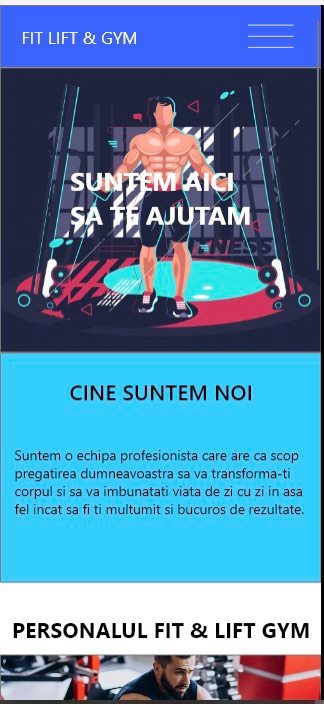 FIT LIFT & GYM
SUNTEM AICI
SA TE AJUTAM
FITNESS
CINE SUNTEM NOI
Suntem o echipa profesionista care are ca scop
pregatirea dumneavoastra sa va transforma-ti
corpul si sa va imbunatati viata de zi cu zi in asa
fel incat sa fi ti multumit si bucuros de rezultate.
PERSONALUL FIT & LIFT GYM